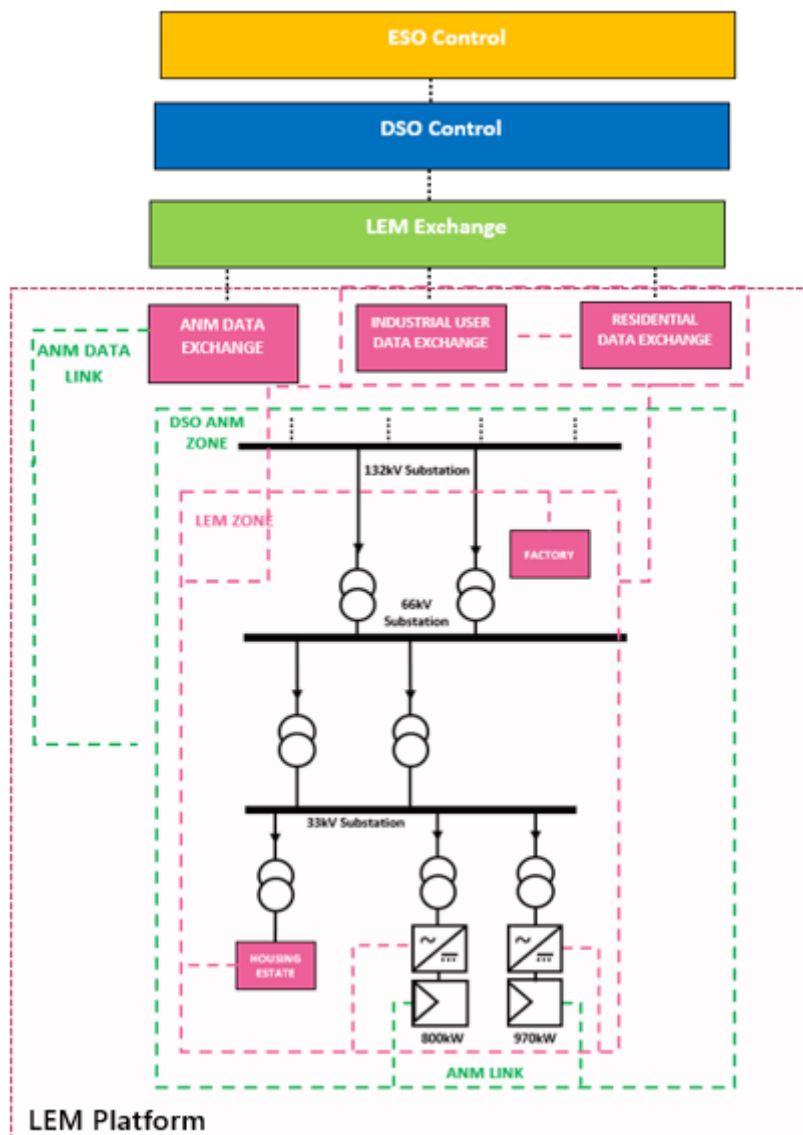 ESO Control
DSO Control
LEM Exchange
ANM DATA
EXCHANGE
INDUSTRIAL USER
DATA EXCHANGE
RESIDENTIAL
DATA EXCHANGE
ANM DATA
LINK
DSO ANM
ZONE
132kV Substation
LEM ZONE
FACTORY
66kV
Substation
33kV Substation
HOUSING
ESTATE
800kW
970kW
ANM LINK
LEM Platform